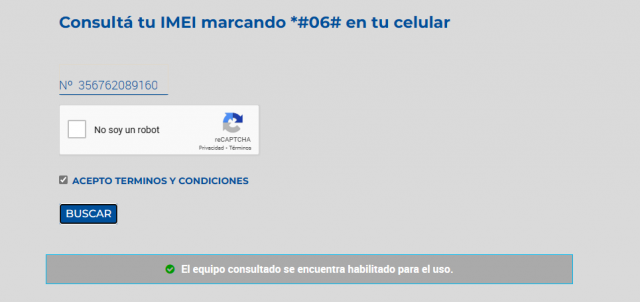 Consultá tu IMEI marcando *#06# en tu celular
Nº 356762089160
No soy un robot
reCAPTCHA
Privacidad - Términos
ACEPTO TERMINOS Y CONDICIONES
BUSCAR
El equipo consultado se encuentra habilitado para el uso.